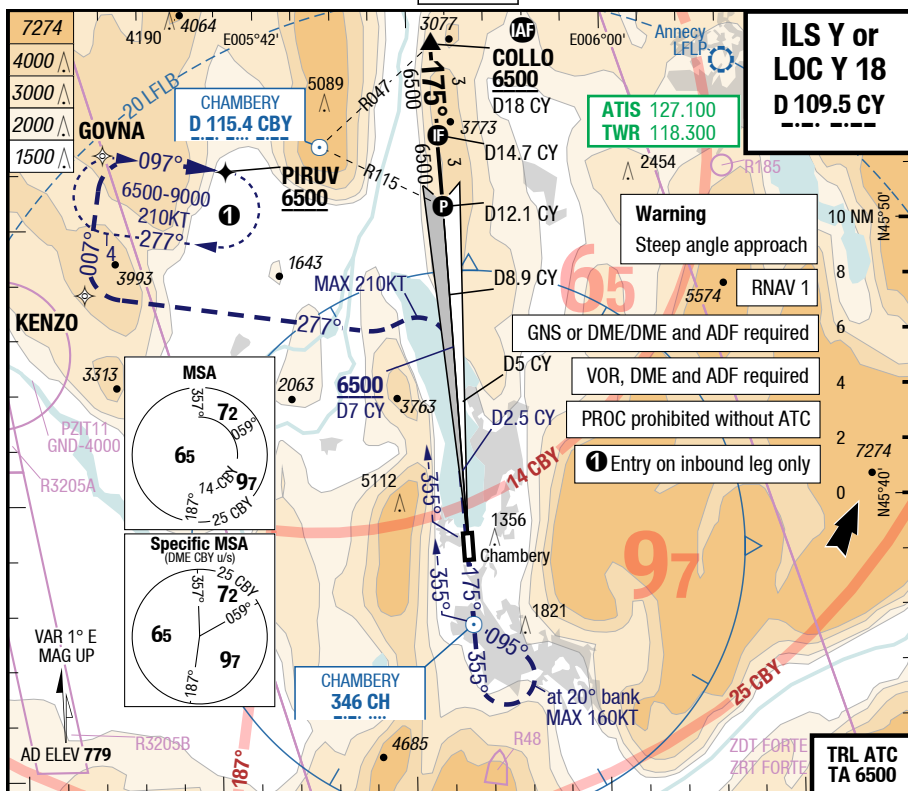 7274
4000
3000
2000
1500
4190
4064
E005°42'
3077
IAF
COLLO
6500
D18 CY
E006°00'
Annecy
LFLP
ILS Y or
LOC Y 18
D 109.5 CY
20 LFLB
5089
CHAMBERY
D 115.4 CBY
R047
175°
6500
3
ATIS 127.100
TWR 118.300
3773
IF
D14.7 CY
2454
R185
GOVNA
097°
PIRUV
6500
R115
6500
3
P
D12.1 CY
6500-9000
210KT
1
277°
007°
4
3993
1643
Warning
Steep angle approach
10 NM
N45°50'
65
8
D8.9 CY
MAX 210KT
5574
RNAV 1
KENZO
277°
6
GNS or DME/DME and ADF required
D5 CY
VOR, DME and ADF required
4
3313
MSA
2063
6500
D7 CY
3763
D2.5 CY
PROC prohibited without ATC
2
PZIT11
GND-4000
357°
72
059°
65
97
14 CBY
187°
25 CBY
R3205A
5112
14 CBY
1 Entry on inbound leg only
7274
0
N45°40'
355°
1356
Chambery
97
Specific MSA
(DME CBY u/s)
357°
25 CBY
72
059°
65
97
187°
355°
175°
1821
095°
355°
VAR 1° E
MAG UP
CHAMBERY
346 CH
at 20° bank
MAX 160KT
25 CBY
AD ELEV 779
R3205B
187°
4685
R48
ZDT FORTE
ZRT FORTE
TRL ATC
TA 6500